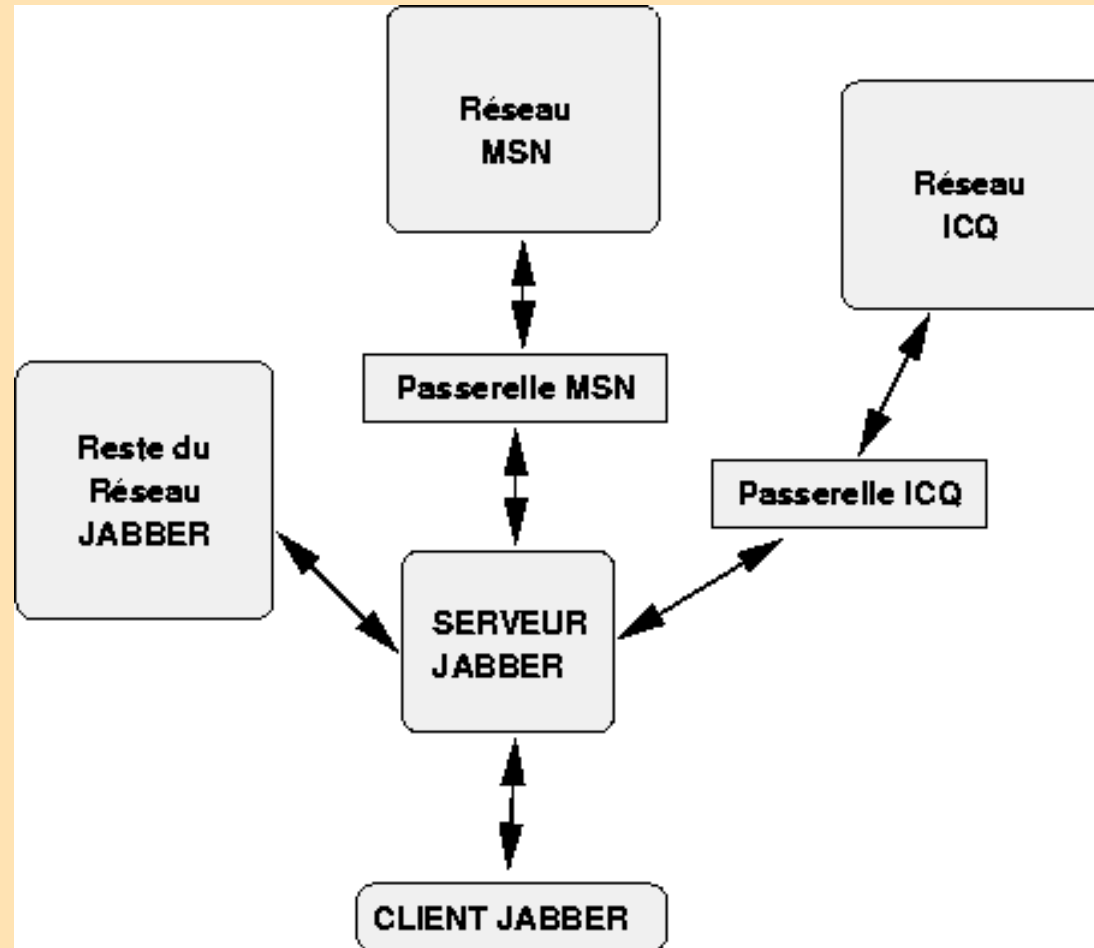 Réseau
MSN
Réseau
ICQ
Passerelle MSN
Reste du
Réseau
JABBER
Passerelle ICQ
SERVEUR
JABBER
CLIENT JABBER